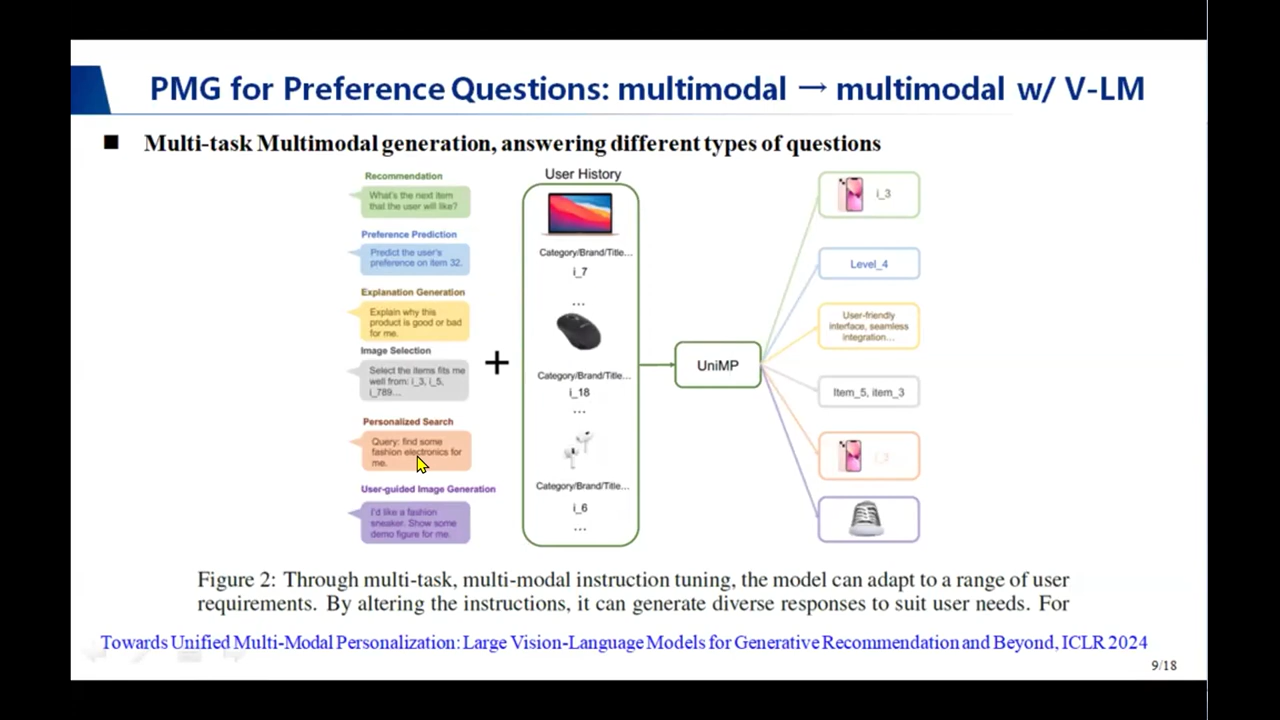 PMG for Preference Questions: multimodal → multimodal w/ V-LM
Multi-task Multimodal generation, answering different types of questions
Recommendation
What's the next item
that the user will like?
Preference Prediction
Predict the user's
preference on item 32.
Explanation Generation
Explain why this
product is good or bad
for me.
Image Selection
Select the items fits me
well from: i_3, i_5,
i_789...
Personalized Search
Query: find some
fashion electronics for
me.
User-guided Image Generation
I'd like a fashion
sneaker. Show some
demo figure for me.
+
User History
Category/Brand/Title...
i_7
...
Category/Brand/Title...
i_18
...
Category/Brand/Title...
i_6
...
UniMP
i_3
Level_4
User-friendly
interface, seamless
integration...
Item_5, item_3
i_3
Figure 2: Through multi-task, multi-modal instruction tuning, the model can adapt to a range of user
requirements. By altering the instructions, it can generate diverse responses to suit user needs. For
Towards Unified Multi-Modal Personalization: Large Vision-Language Models for Generative Recommendation and Beyond, ICLR 2024
9/18